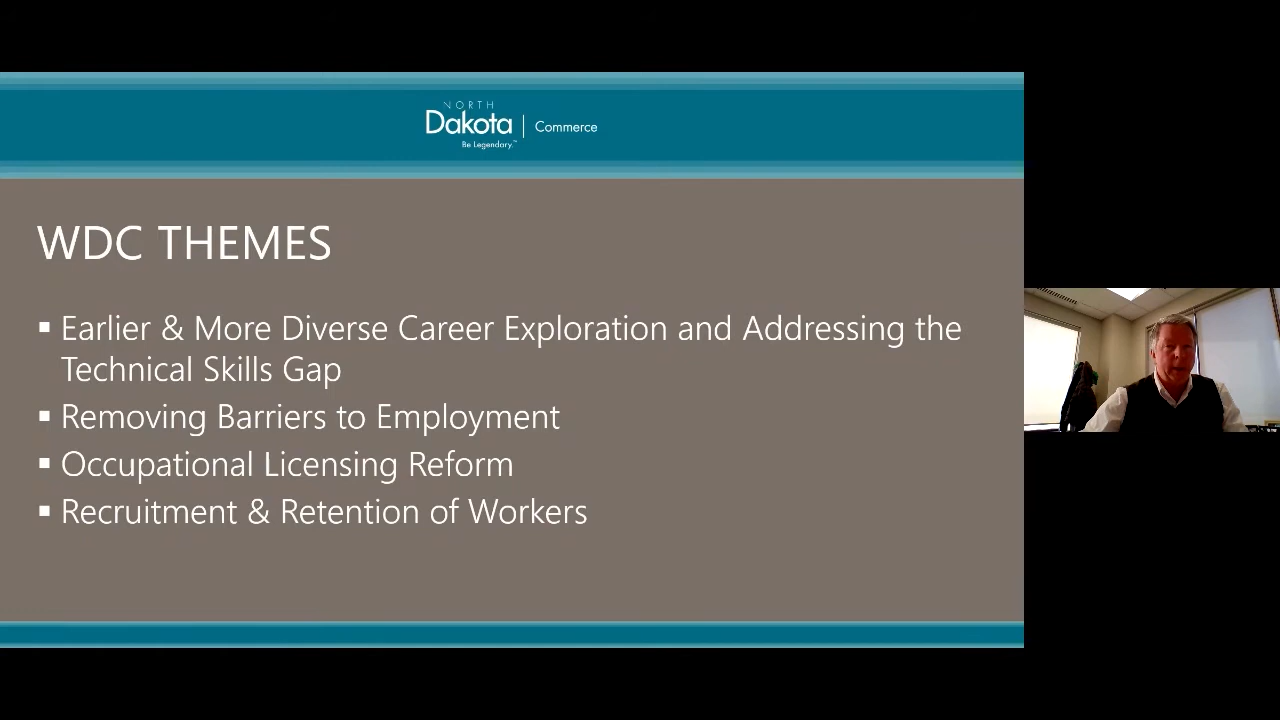 NORTH
Dakota | Commerce
Be Legendary.™
WDC THEMES
▪ Earlier & More Diverse Career Exploration and Addressing the
Technical Skills Gap
▪ Removing Barriers to Employment
▪ Occupational Licensing Reform
▪ Recruitment & Retention of Workers